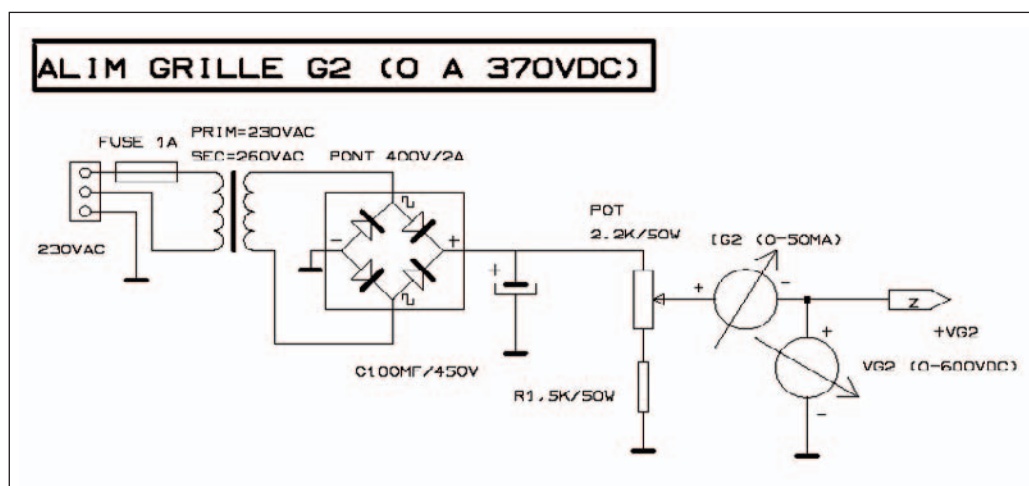 ALIM GRILLE G2 (0 A 370VDC)
FUSE 1A
PRIM=230VAC
SEC=260VAC
PONT 400V/2A
230VAC
-
+
+
C100MF/450V
POT
2.2K/50W
R1,5K/50W
IG2 (0-50MA)
+
-
Z
+VG2
+
VG2 (0-600VDC)
-